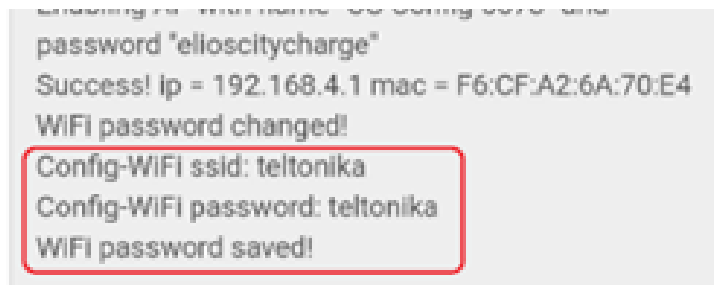 and
password "elioscitycharge"
Success! ip = 192.168.4.1 mac = F6:CF:A2:6A:70:E4
WiFi password changed!
Config-WiFi ssid: teltonika
Config-WiFi password: teltonika
WiFi password saved!